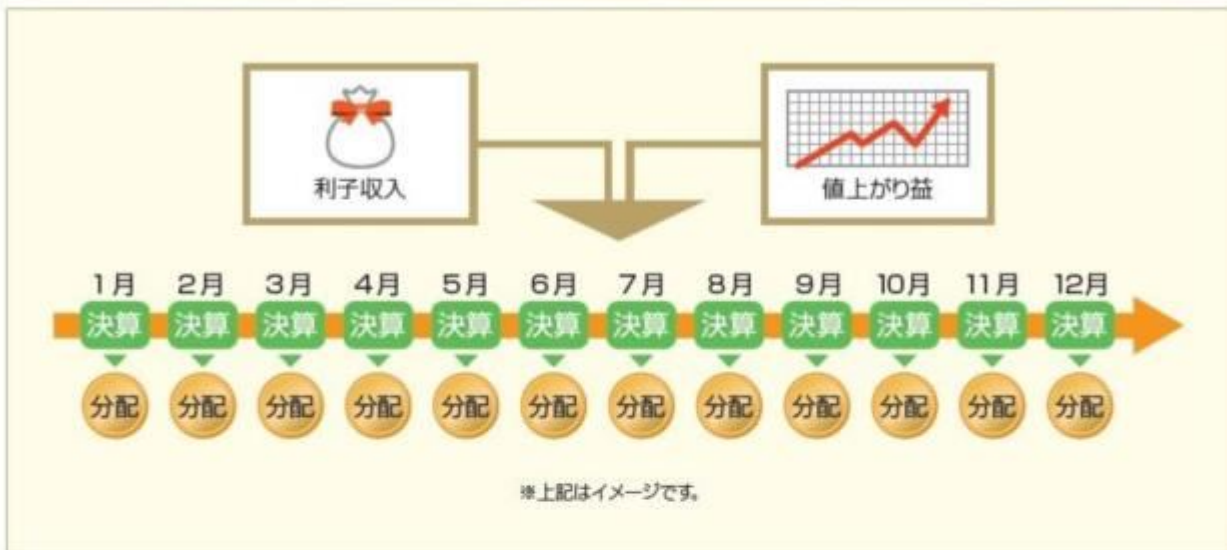 利子収入
値上がり益
1月 2月 3月 4月 5月 6月 7月 8月 9月 10月 11月 12月
決算 決算 決算 決算 決算 決算 決算 決算 決算 決算 決算 決算
分配 分配 分配 分配 分配 分配 分配 分配 分配 分配 分配 分配
※上記はイメージです。